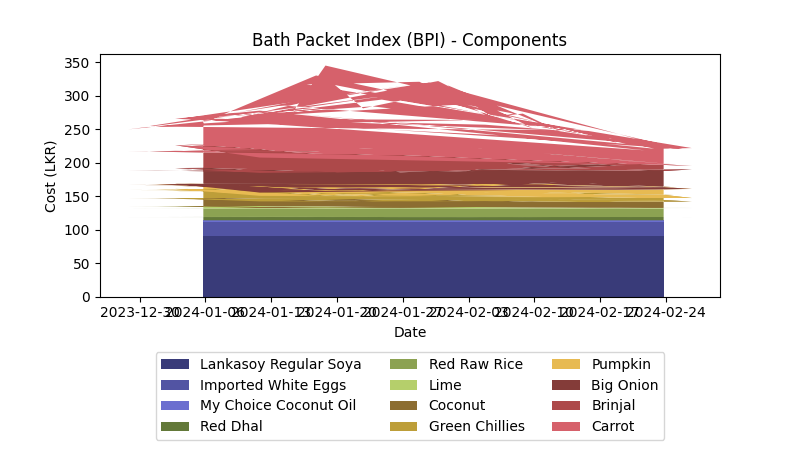 Bath Packet Index (BPI) - Components
Cost (LKR)
350
300
250
200
150
100
50
0
2023-12-30 2024-01-06 2024-01-13 2024-01-20 2024-01-27 2024-02-03 2024-02-10 2024-02-17 2024-02-24
Date
Lankasoy Regular Soya Red Raw Rice Pumpkin
Imported White Eggs Lime Big Onion
My Choice Coconut Oil Coconut Brinjal
Red Dhal Green Chillies Carrot